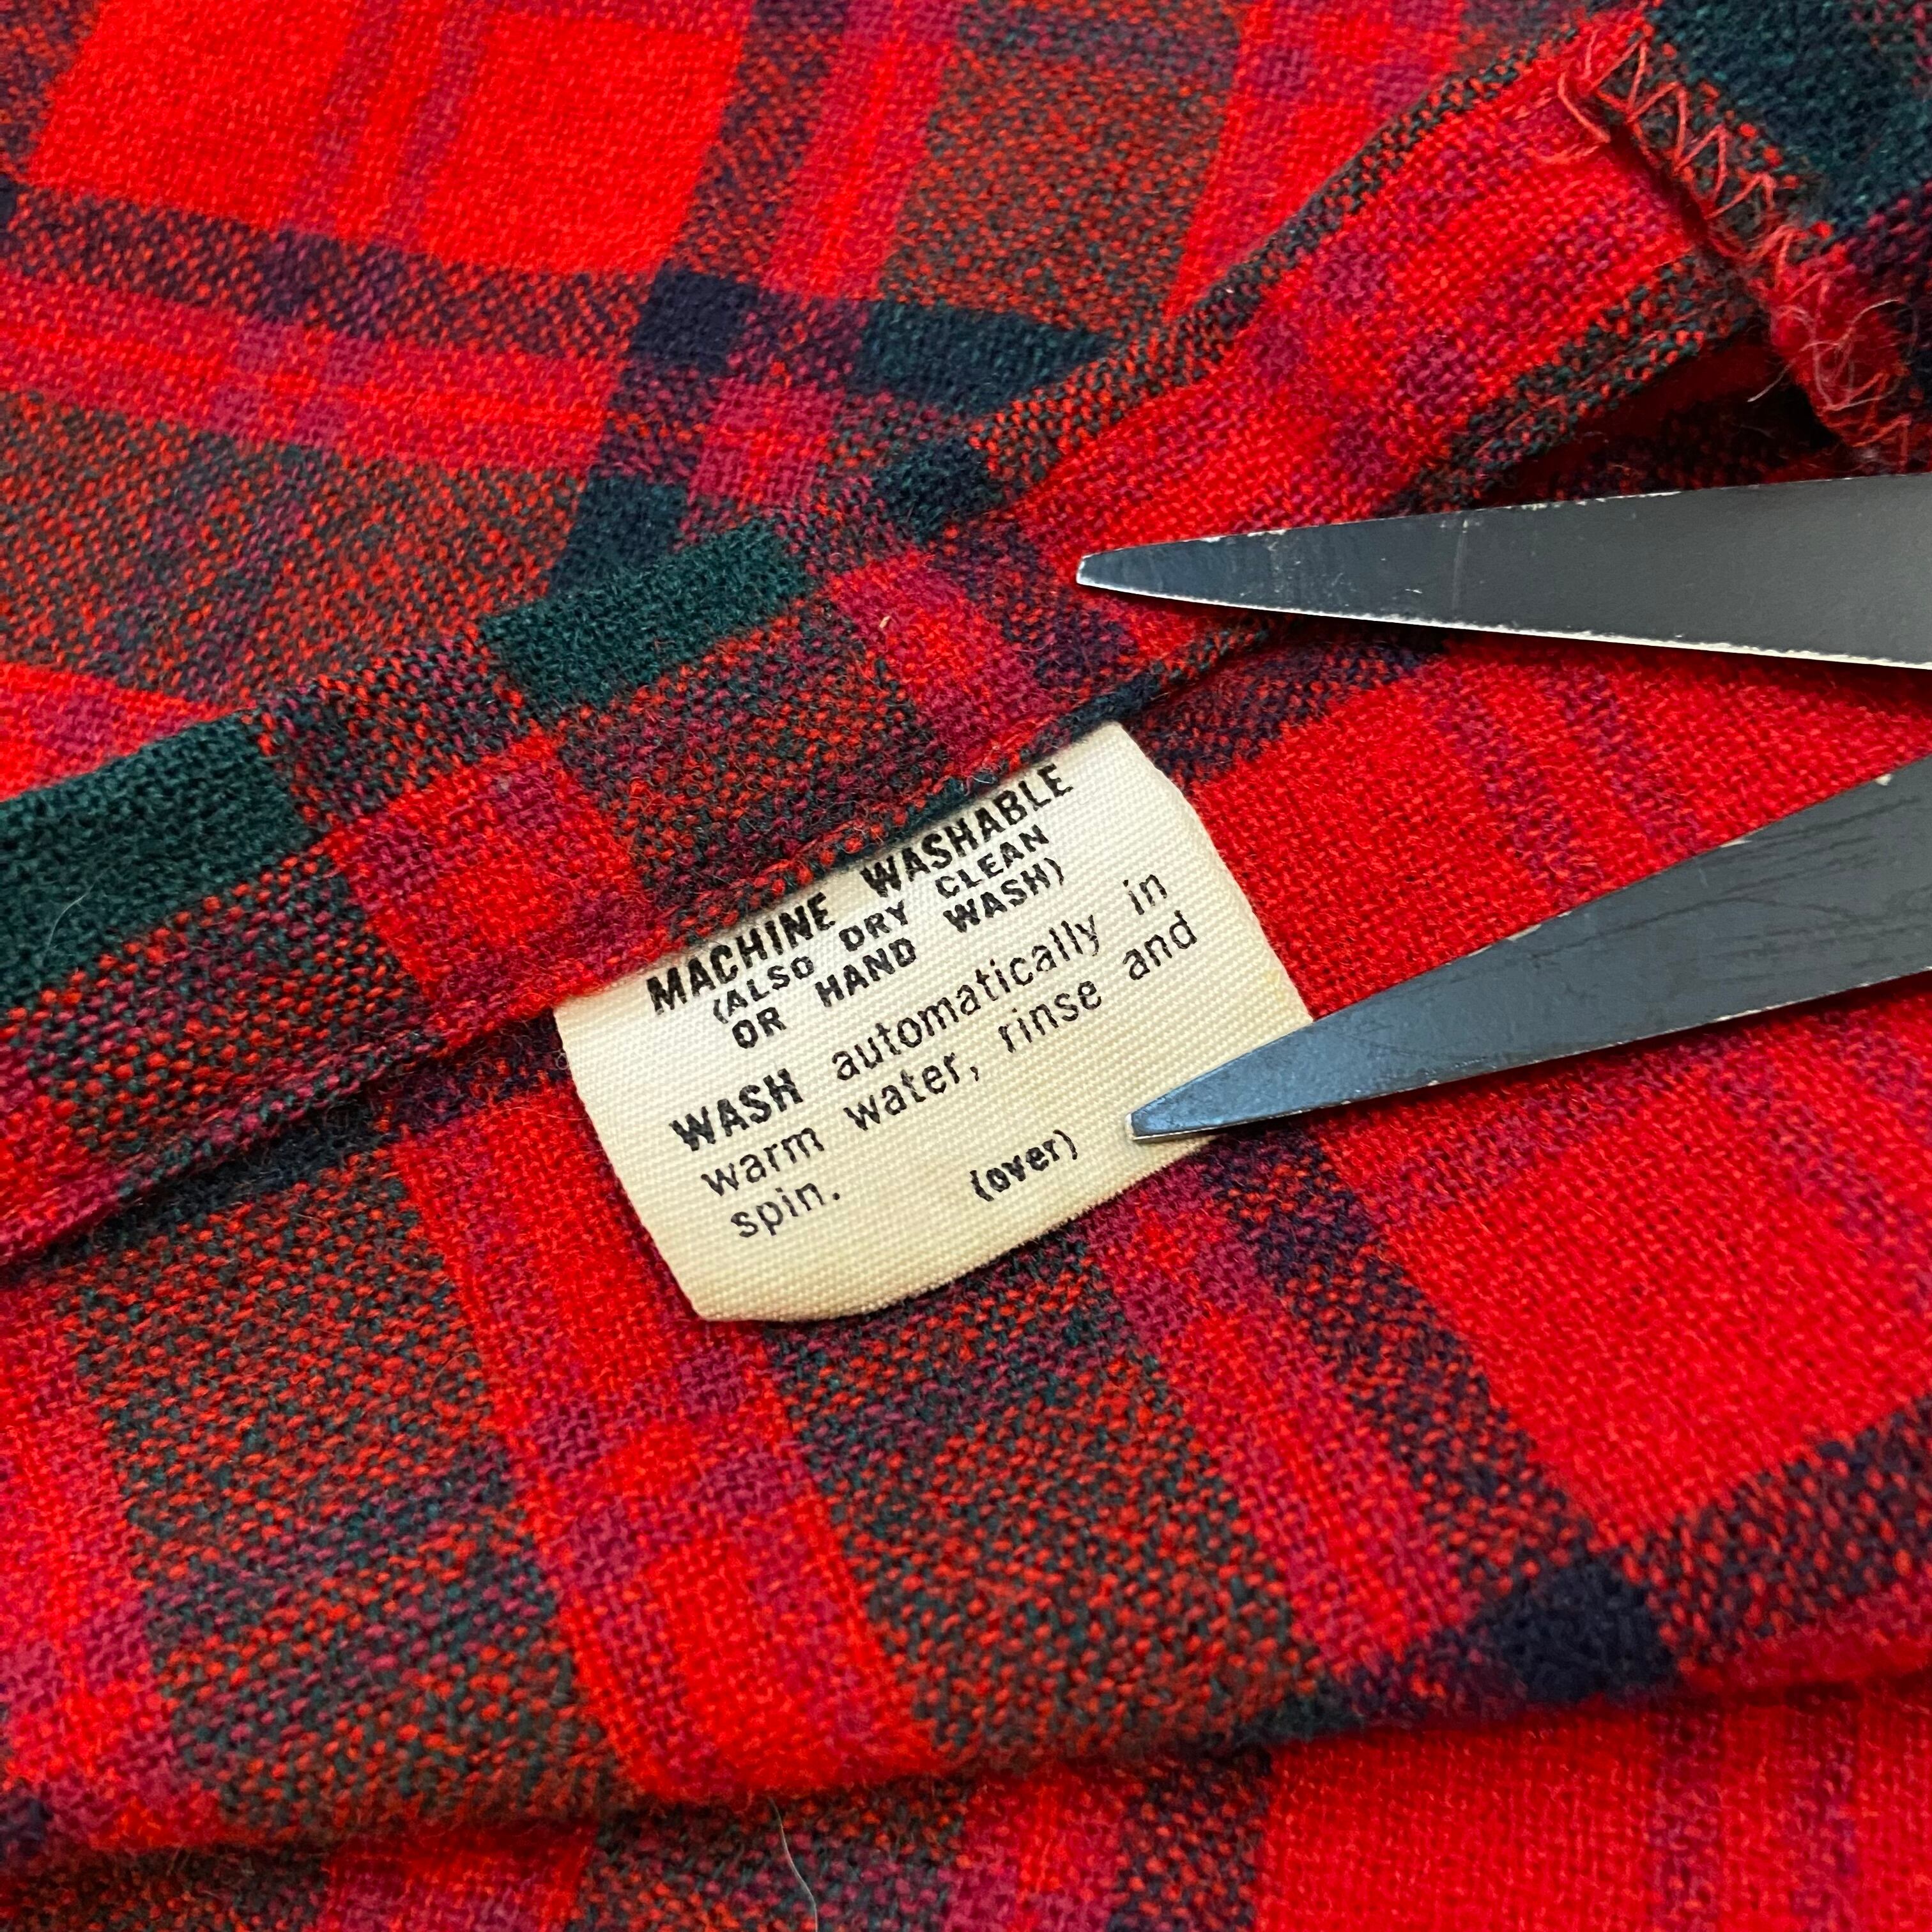 MACHINE WASHABLE
(ALSO DRY CLEAN
OR HAND WASH)
WASH automatically in
warm water, rinse and
spin.
(over)